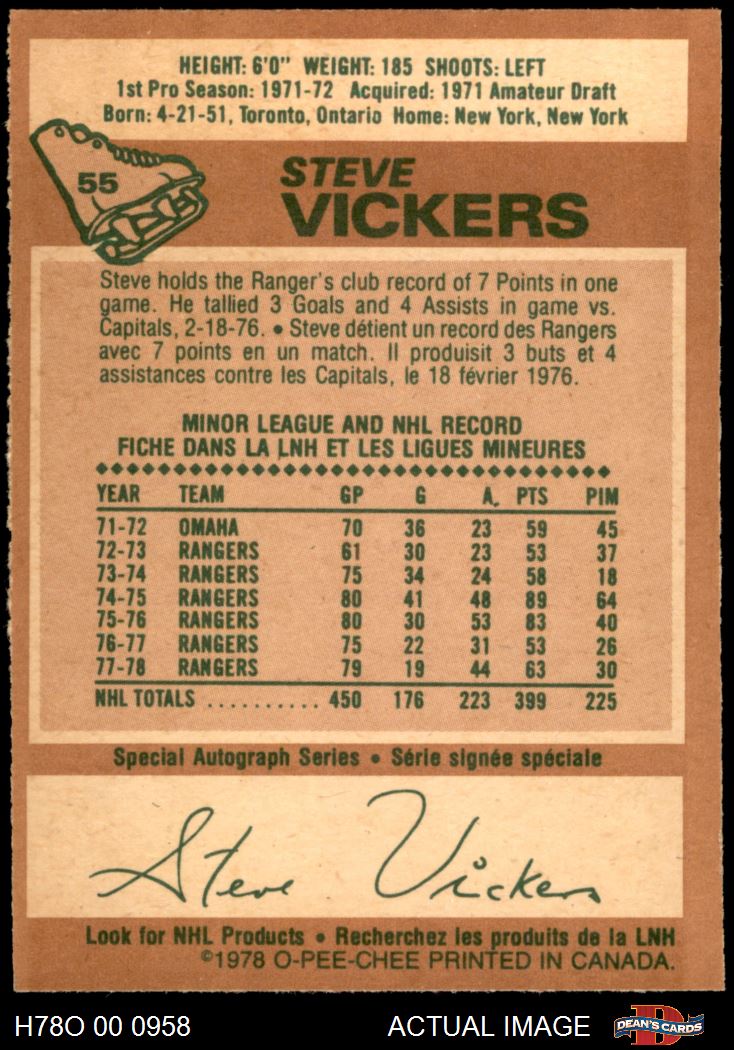 HEIGHT: 6'0" WEIGHT: 185 SHOOTS: LEFT
1st Pro Season: 1971-72 Acquired: 1971 Amateur Draft
Born: 4-21-51, Toronto, Ontario Home: New York, New York
55
STEVE
VICKERS
Steve holds the Ranger's club record of 7 Points in one
game. He tallied 3 Goals and 4 Assists in game vs.
Capitals, 2-18-76. • Steve détient un record des Rangers
avec 7 points en un match. Il produisit 3 buts et 4
assistances contre les Capitals, le 18 février 1976.
MINOR LEAGUE AND NHL RECORD
FICHE DANS LA LNH ET LES LIGUES MINEURES
YEAR TEAM GP G A. PTS PIM
71-72 OMAHA 70 36 23 59 45
72-73 RANGERS 61 30 23 53 37
73-74 RANGERS 75 34 24 58 18
74-75 RANGERS 80 41 48 89 64
75-76 RANGERS 80 30 53 83 40
76-77 RANGERS 75 22 31 53 26
77-78 RANGERS 79 19 44 63 30
NHL TOTALS .......... 450 176 223 399 225
Special Autograph Series • Série signée spéciale
Steve Vickers
Look for NHL Products • Recherchez les produits de la LNH
©1978 O-PEE-CHEE PRINTED IN CANADA.
H78O 00 0958 ACTUAL IMAGE D DEAN'S CARDS